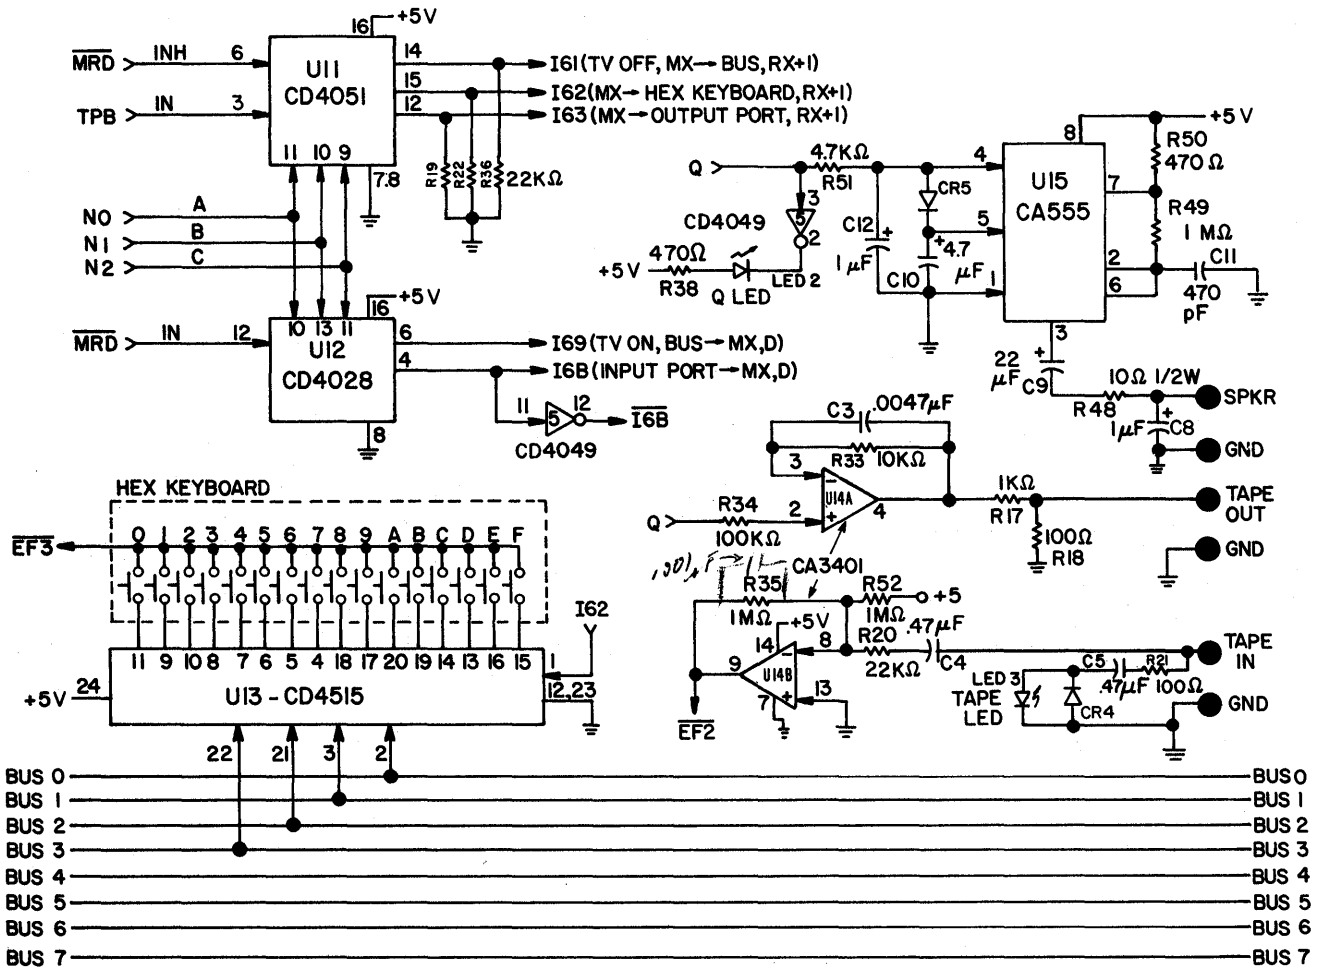 16 +5V
MRD INH 6 U11 14 I61(TV OFF, MX→BUS, RX+1)
CD4051 15 I62(MX→HEX KEYBOARD, RX+1)
TPB IN 3 12 I63(MX→OUTPUT PORT, RX+1)
11 10 9
7.8 R19 R22 R36 22KΩ
N0 A
N1 B
N2 C
+5V
16
10 13 11
MRD IN 12 U12 6 I69(TV ON, BUS→MX,D)
CD4028 4 I6B(INPUT PORT→MX,D)
8
11 5 12 I6B
CD4049
Q 4.7KΩ
R51
CD4049 3
5
2
470Ω
+5V R38 Q LED LED 2
C12 +
1μF
CR5
+ 4.7
μF
C10
4 8 +5V
U15 R50
CA555 470Ω
7
5 R49
1 MΩ
1 2 C11
6 470
pF
3
22 +
μF C9
10Ω 1/2W SPKR
R48 + C8
1μF
GND
C3 .0047μF
R33 10KΩ
3 -
U14A
Q R34 2 + 4
100KΩ
1KΩ TAPE
R17 OUT
100Ω
R18 GND
CA3401
.001μF
R35 R52 +5
1MΩ 1MΩ
+5V
14 - 8 R20 .47μF
22KΩ C4
9 U14B
7 + 13
EF2
TAPE
IN
C5 R21
.47μF 100Ω
LED 3
TAPE
LED
CR4
GND
HEX KEYBOARD
0 1 2 3 4 5 6 7 8 9 A B C D E F
EF3
I62
11 9 10 8 7 6 5 4 18 17 20 19 14 13 16 15 1
+5V 24 U13-CD4515 12,23
22 21 3 2
BUS 0 BUS 0
BUS 1 BUS 1
BUS 2 BUS 2
BUS 3 BUS 3
BUS 4 BUS 4
BUS 5 BUS 5
BUS 6 BUS 6
BUS 7 BUS 7